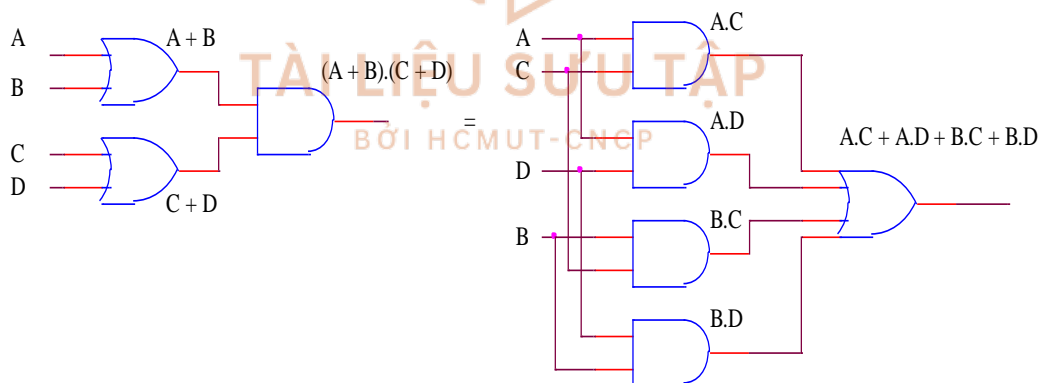 A
A + B
B
(A + B).(C + D)
C
D
C + D
=
A
A.C
C
A.D
D
A.C + A.D + B.C + B.D
B
B.C
B.D
TÀI LIỆU SƯU TẬP
BỞI HCMUT-CNCP